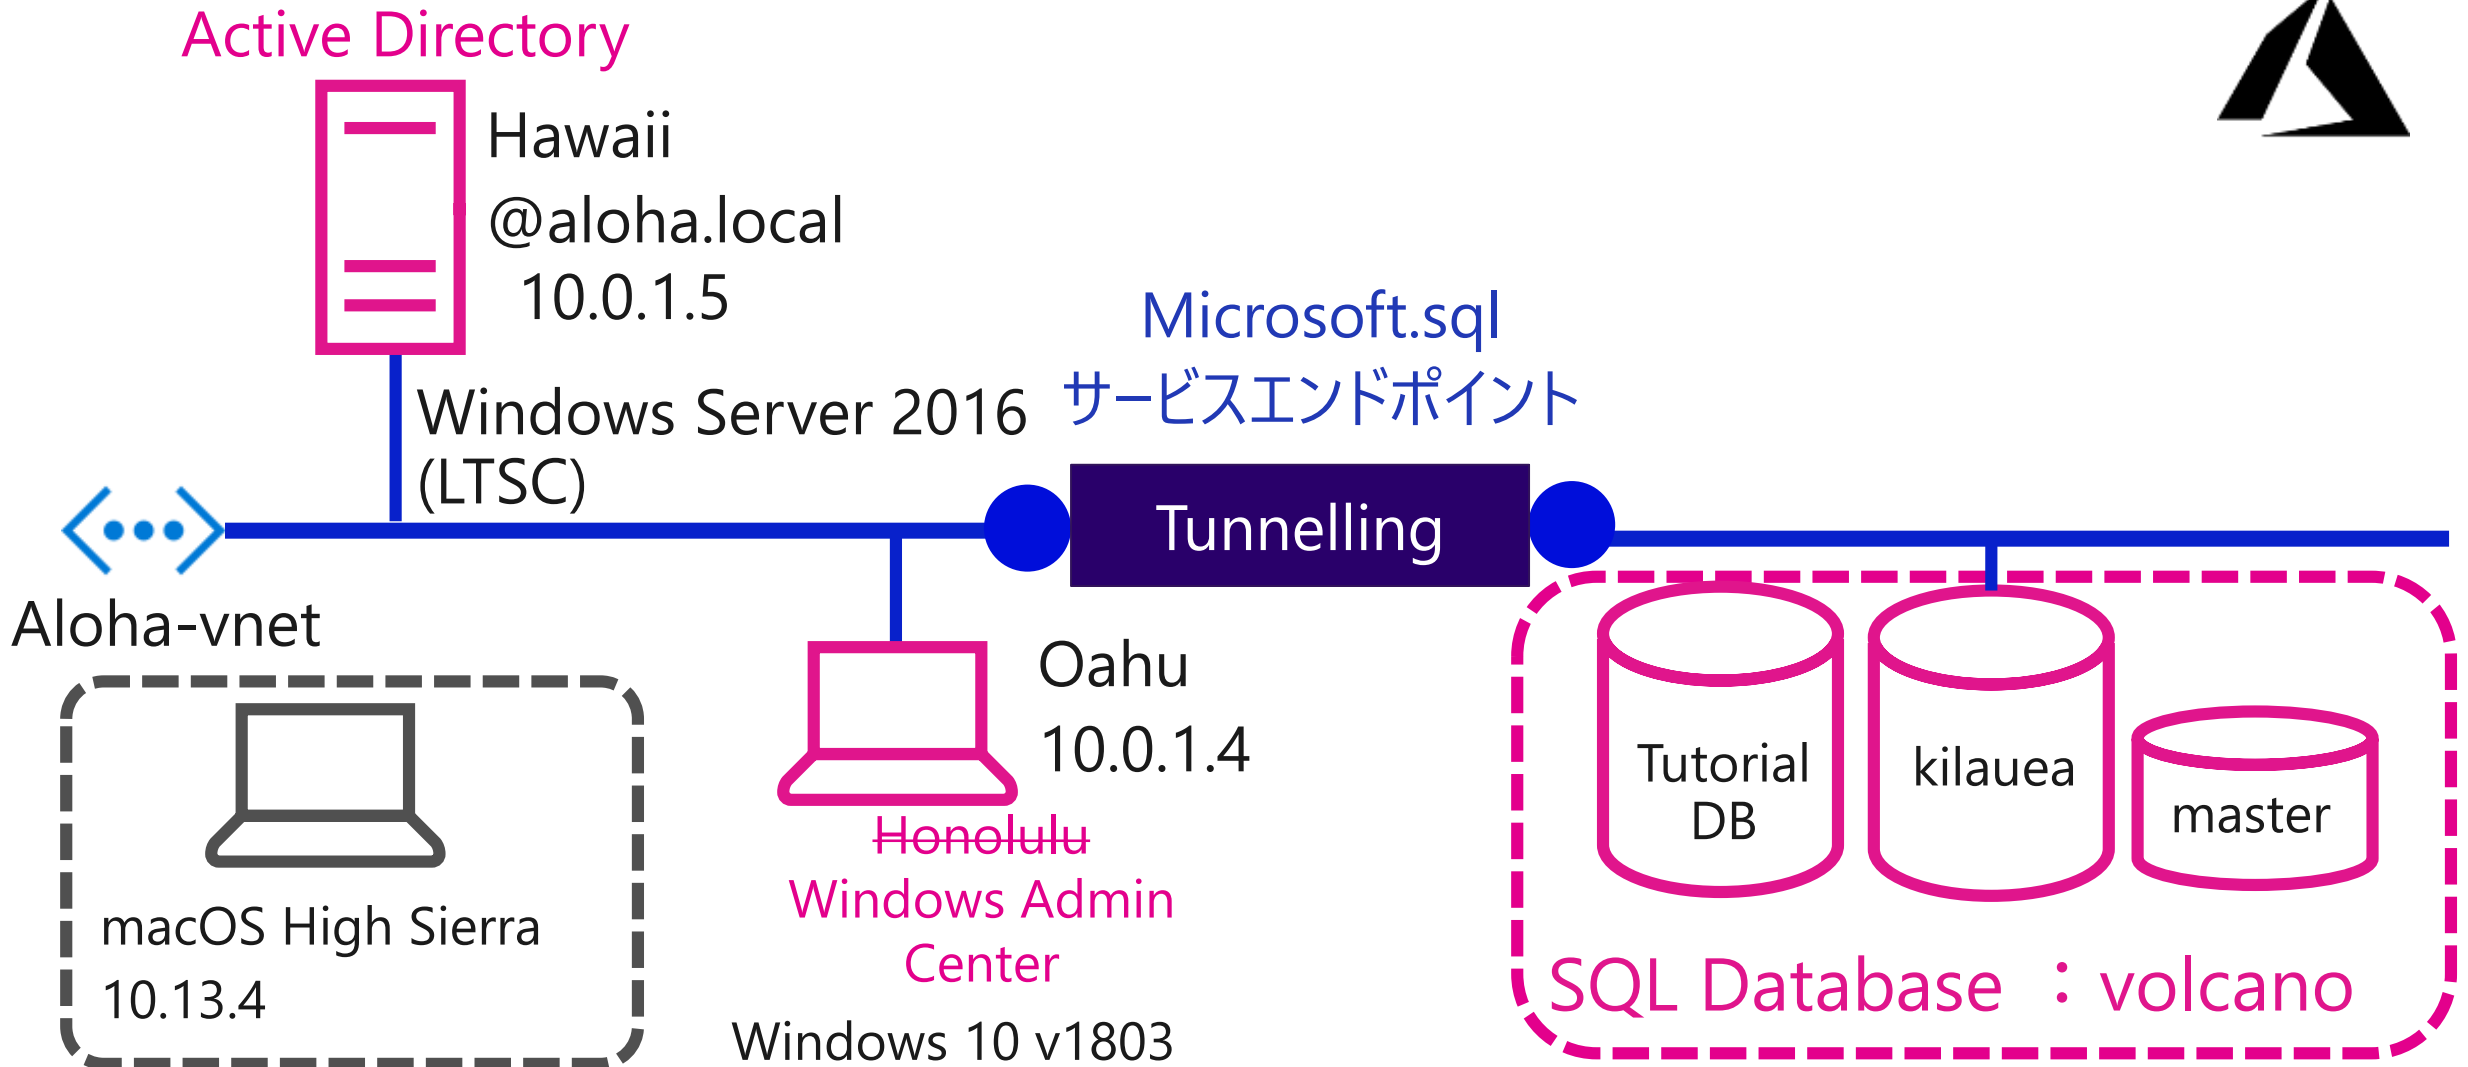 Active Directory
Hawaii
@aloha.local
10.0.1.5
Windows Server 2016
(LTSC)
Microsoft.sql
サービスエンドポイント
Tunnelling
Aloha-vnet
macOS High Sierra
10.13.4
Oahu
10.0.1.4
Honolulu
Windows Admin
Center
Windows 10 v1803
Tutorial
DB
kilauea
master
SQL Database ：volcano